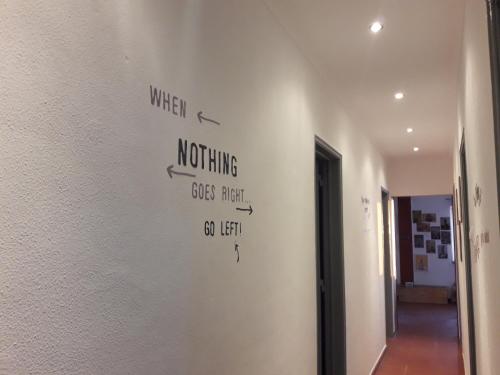 WHEN
NOTHING
GOES RIGHT...
GO LEFT!